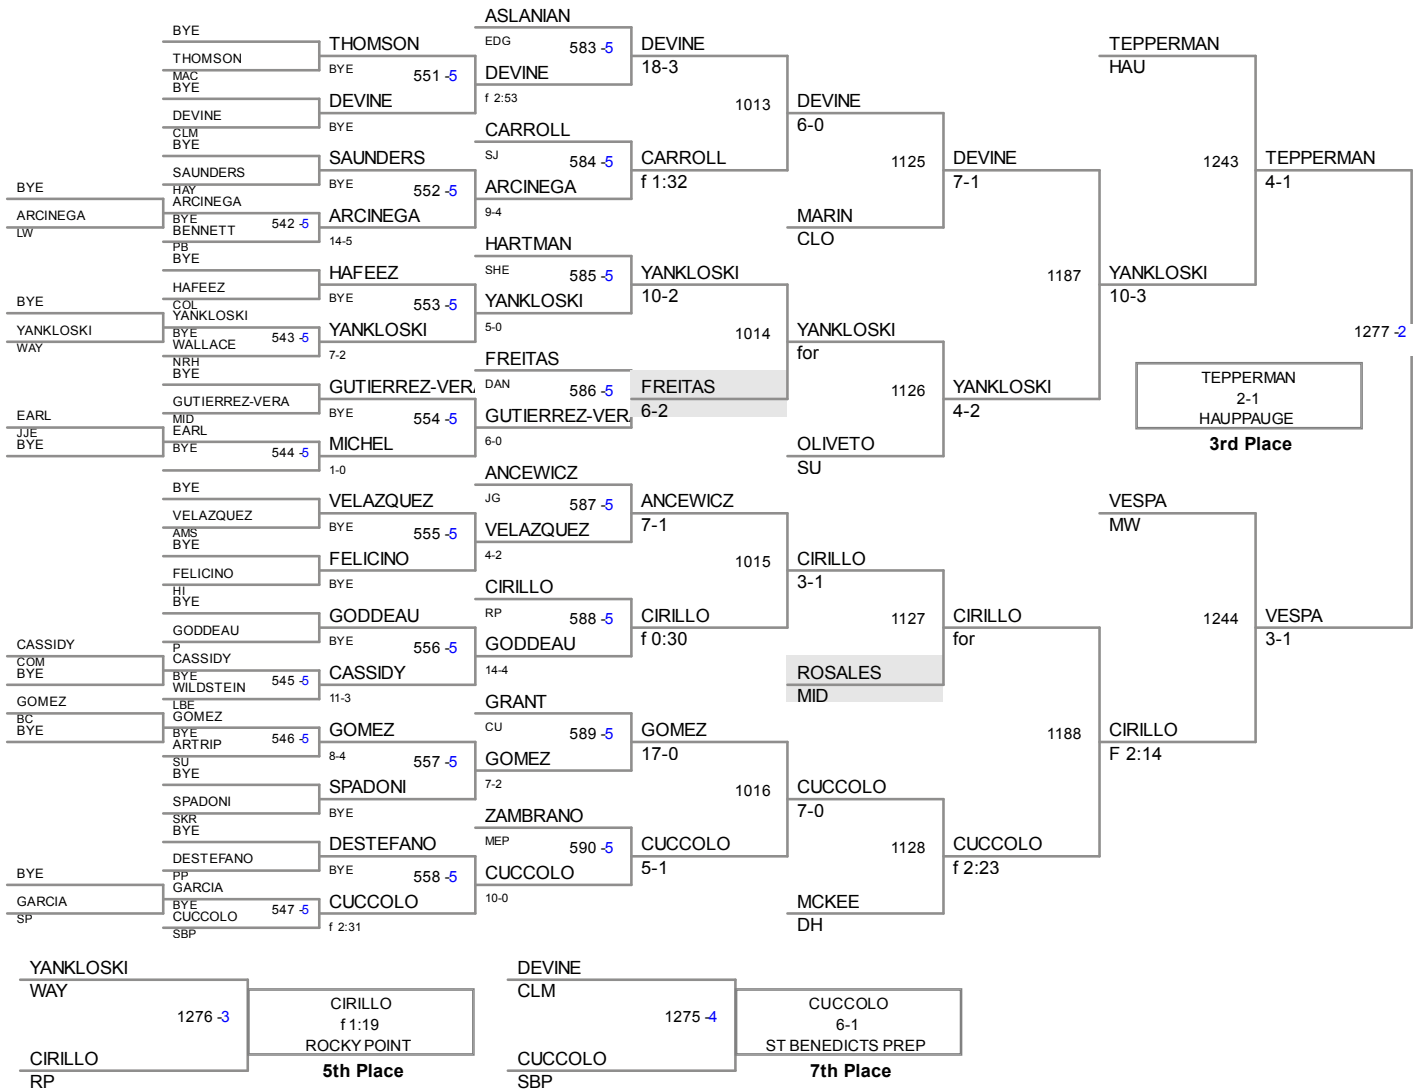 BYE
ARCINEGA
LW
BYE
YANKLOSKI
WAY
EARL
JJE
BYE
CASSIDY
COM
BYE
GOMEZ
BC
BYE
BYE
GARCIA
SP
BYE
THOMSON
MAC
BYE
DEVINE
CLM
BYE
SAUNDERS
HAY
ARCINEGA
BYE
BENNETT
542 -5
PB
BYE
HAFEEZ
COL
YANKLOSKI
BYE
WALLACE
543 -5
NRH
BYE
GUTIERREZ-VERA
MID
EARL
BYE
544 -5
BYE
VELAZQUEZ
AMS
BYE
FELICINO
HI
BYE
GODDEAU
P
CASSIDY
BYE
WILDSTEIN
545 -5
LBE
GOMEZ
BYE
ARTRIP
546 -5
SU
BYE
SPADONI
SKR
BYE
DESTEFANO
PP
GARCIA
BYE
CUCCOLO
547 -5
SBP
THOMSON
BYE
551 -5
DEVINE
BYE
SAUNDERS
BYE
552 -5
ARCINEGA
14-5
HAFEEZ
BYE
553 -5
YANKLOSKI
7-2
GUTIERREZ-VERA
BYE
554 -5
MICHEL
1-0
VELAZQUEZ
BYE
555 -5
FELICINO
BYE
GODDEAU
BYE
556 -5
CASSIDY
11-3
GOMEZ
8-4
557 -5
SPADONI
BYE
DESTEFANO
BYE
558 -5
CUCCOLO
f 2:31
ASLANIAN
EDG
583 -5
DEVINE
f 2:53
CARROLL
SJ
584 -5
ARCINEGA
9-4
HARTMAN
SHE
585 -5
YANKLOSKI
5-0
FREITAS
DAN
586 -5
GUTIERREZ-VER
6-0
ANCEWICZ
JG
587 -5
VELAZQUEZ
4-2
CIRILLO
RP
588 -5
GODDEAU
14-4
GRANT
CU
589 -5
GOMEZ
7-2
ZAMBRANO
MEP
590 -5
CUCCOLO
10-0
DEVINE
18-3
1013
CARROLL
f 1:32
YANKLOSKI
10-2
1014
FREITAS
6-2
ANCEWICZ
7-1
1015
CIRILLO
f 0:30
GOMEZ
17-0
1016
CUCCOLO
5-1
DEVINE
6-0
1125
MARIN
CLO
YANKLOSKI
for
1126
OLIVETO
SU
CIRILLO
3-1
1127
ROSALES
MID
CUCCOLO
7-0
1128
MCKEE
DH
DEVINE
7-1
1187
YANKLOSKI
4-2
CIRILLO
for
1188
CUCCOLO
f 2:23
TEPPERMAN
HAU
1243
YANKLOSKI
10-3
VESPA
MW
1244
CIRILLO
F 2:14
TEPPERMAN
4-1
1277 -2
VESPA
3-1
TEPPERMAN
2-1
HAUPPAUGE
3rd Place
YANKLOSKI
WAY
1276 -3
CIRILLO
RP
CIRILLO
f 1:19
ROCKY POINT
5th Place
DEVINE
CLM
1275 -4
CUCCOLO
SBP
CUCCOLO
6-1
ST BENEDICTS PREP
7th Place